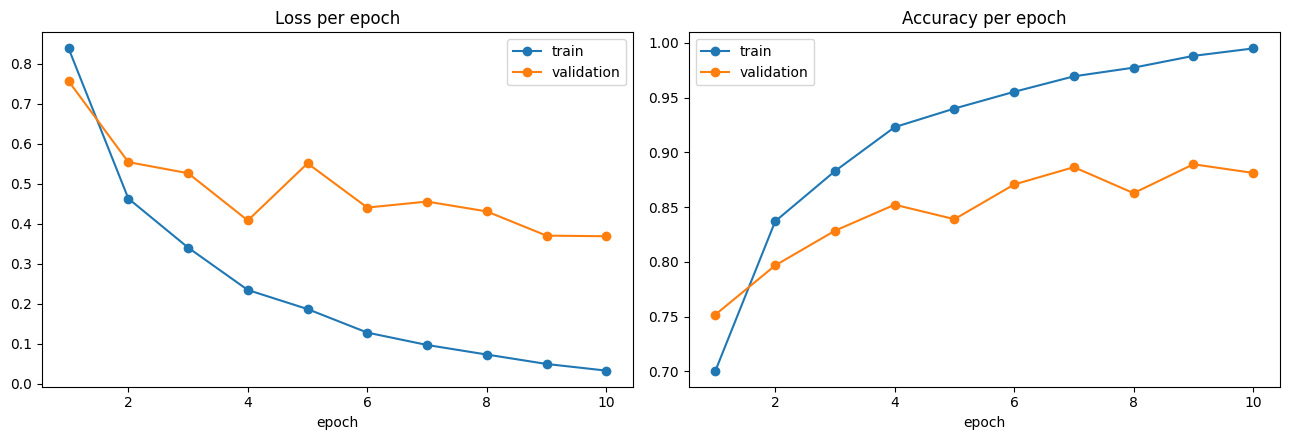 Loss per epoch
train
validation
0.8
0.7
0.6
0.5
0.4
0.3
0.2
0.1
0.0
2 4 6 8 10
epoch
Accuracy per epoch
train
validation
1.00
0.95
0.90
0.85
0.80
0.75
0.70
2 4 6 8 10
epoch